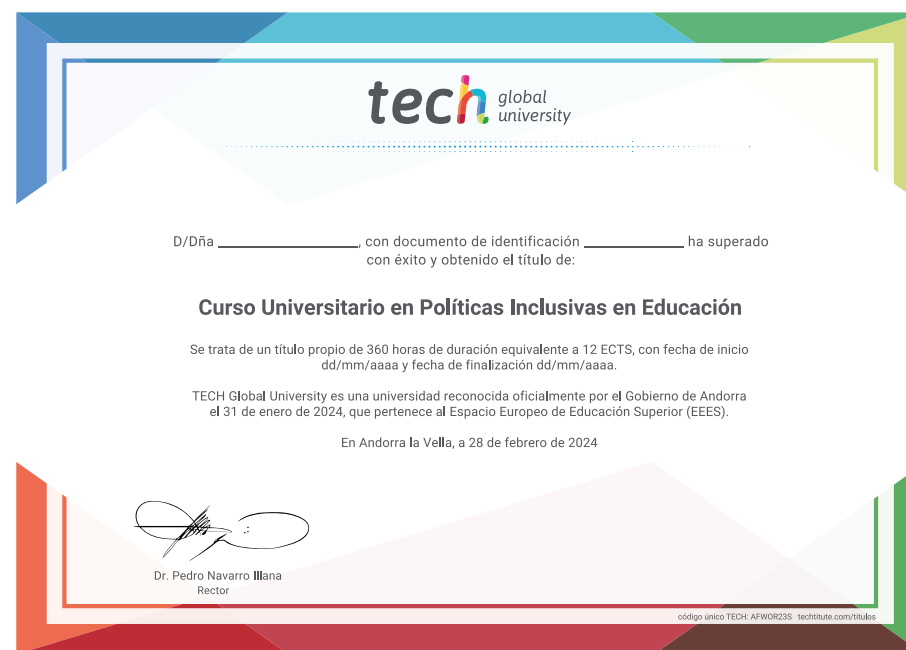 tech global university
D/Dña ____________________, con documento de identificación ______________ ha superado
con éxito y obtenido el título de:
Curso Universitario en Políticas Inclusivas en Educación
Se trata de un título propio de 360 horas de duración equivalente a 12 ECTS, con fecha de inicio
dd/mm/aaaa y fecha de finalización dd/mm/aaaa.
TECH Global University es una universidad reconocida oficialmente por el Gobierno de Andorra
el 31 de enero de 2024, que pertenece al Espacio Europeo de Educación Superior (EEES).
En Andorra la Vella, a 28 de febrero de 2024
Dr. Pedro Navarro Illana
Rector
código único TECH: AFWOR23S techtitute.com/titulos